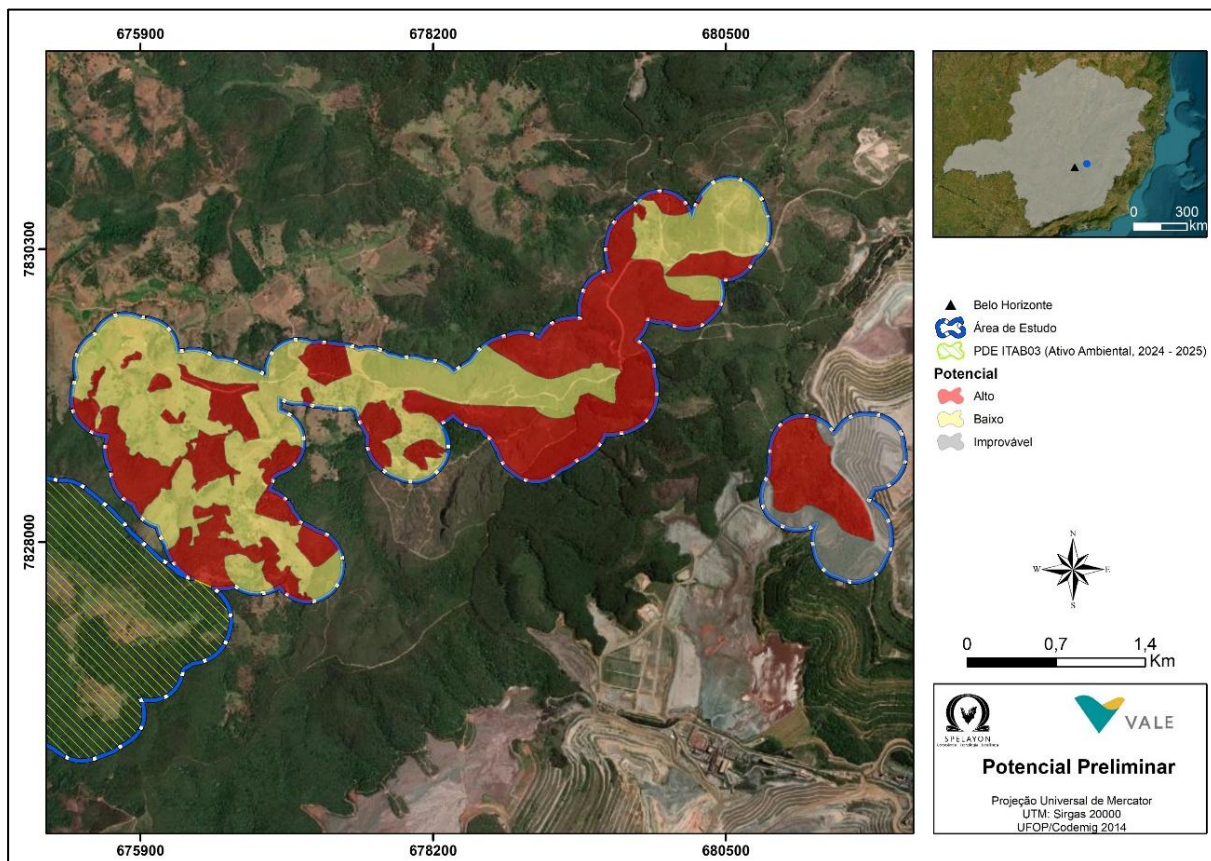 675900
678200
680500
7830300
7828000
675900
678200
680500
0
300
km
Belo Horizonte
Área de Estudo
PDE ITAB03 (Ativo Ambiental, 2024 - 2025)
Potencial
Alto
Baixo
Improvável
N
W
E
S
0
0,7
1,4
Km
SPELAYON
VALE
Potencial Preliminar
Projeção Universal de Mercator
UTM: Sirgas 20000
UFOP/Codemig 2014